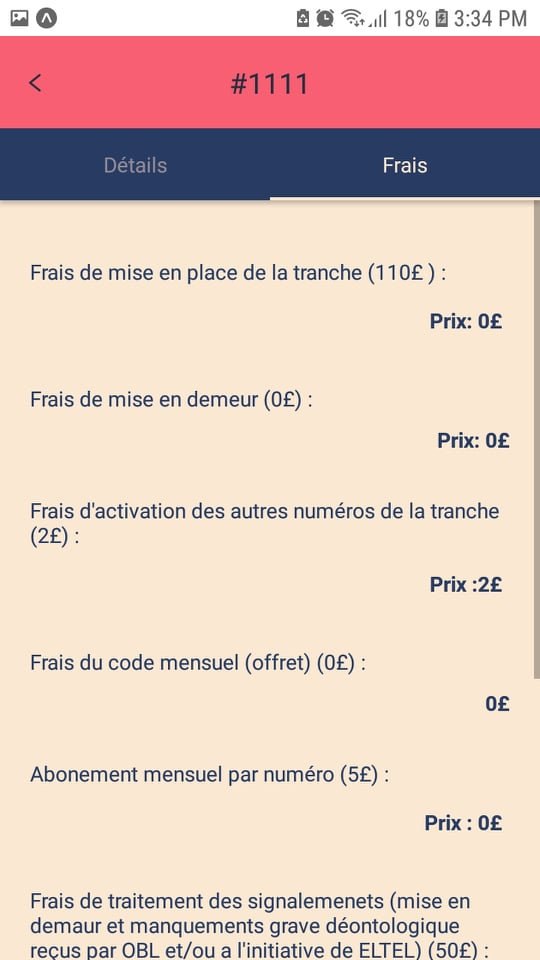 18% 3:34 PM
#1111
Détails Frais
Frais de mise en place de la tranche (110£ ) :
Prix: 0£
Frais de mise en demeur (0£) :
Prix: 0£
Frais d'activation des autres numéros de la tranche
(2£) :
Prix :2£
Frais du code mensuel (offret) (0£) :
0£
Abonement mensuel par numéro (5£) :
Prix : 0£
Frais de traitement des signalemenets (mise en
demaur et manquements grave déontologique
reçus par OBL et/ou a l'initiative de ELTEL) (50£) :